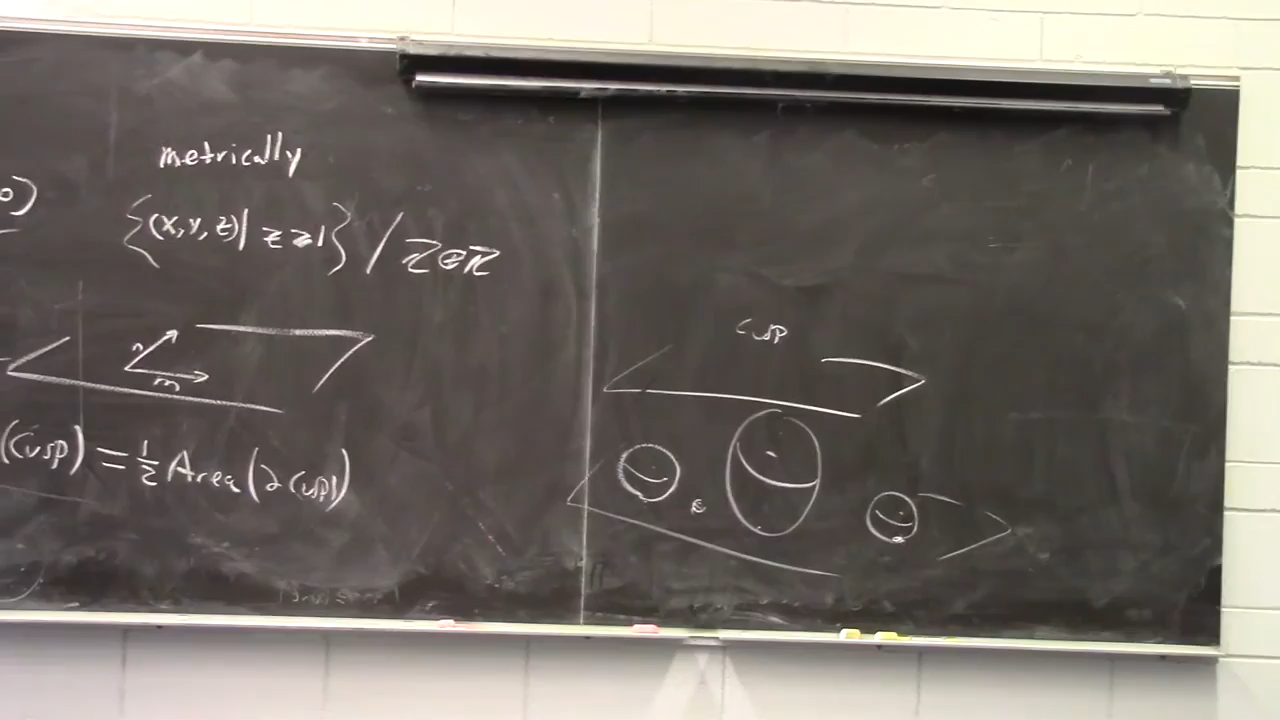 metrically
o)
{(x,y,z)| z≥1} / ℤ⊕ℤ
n
m
(Cusp) = 1/2 Area(∂ Cusp)
Cusp